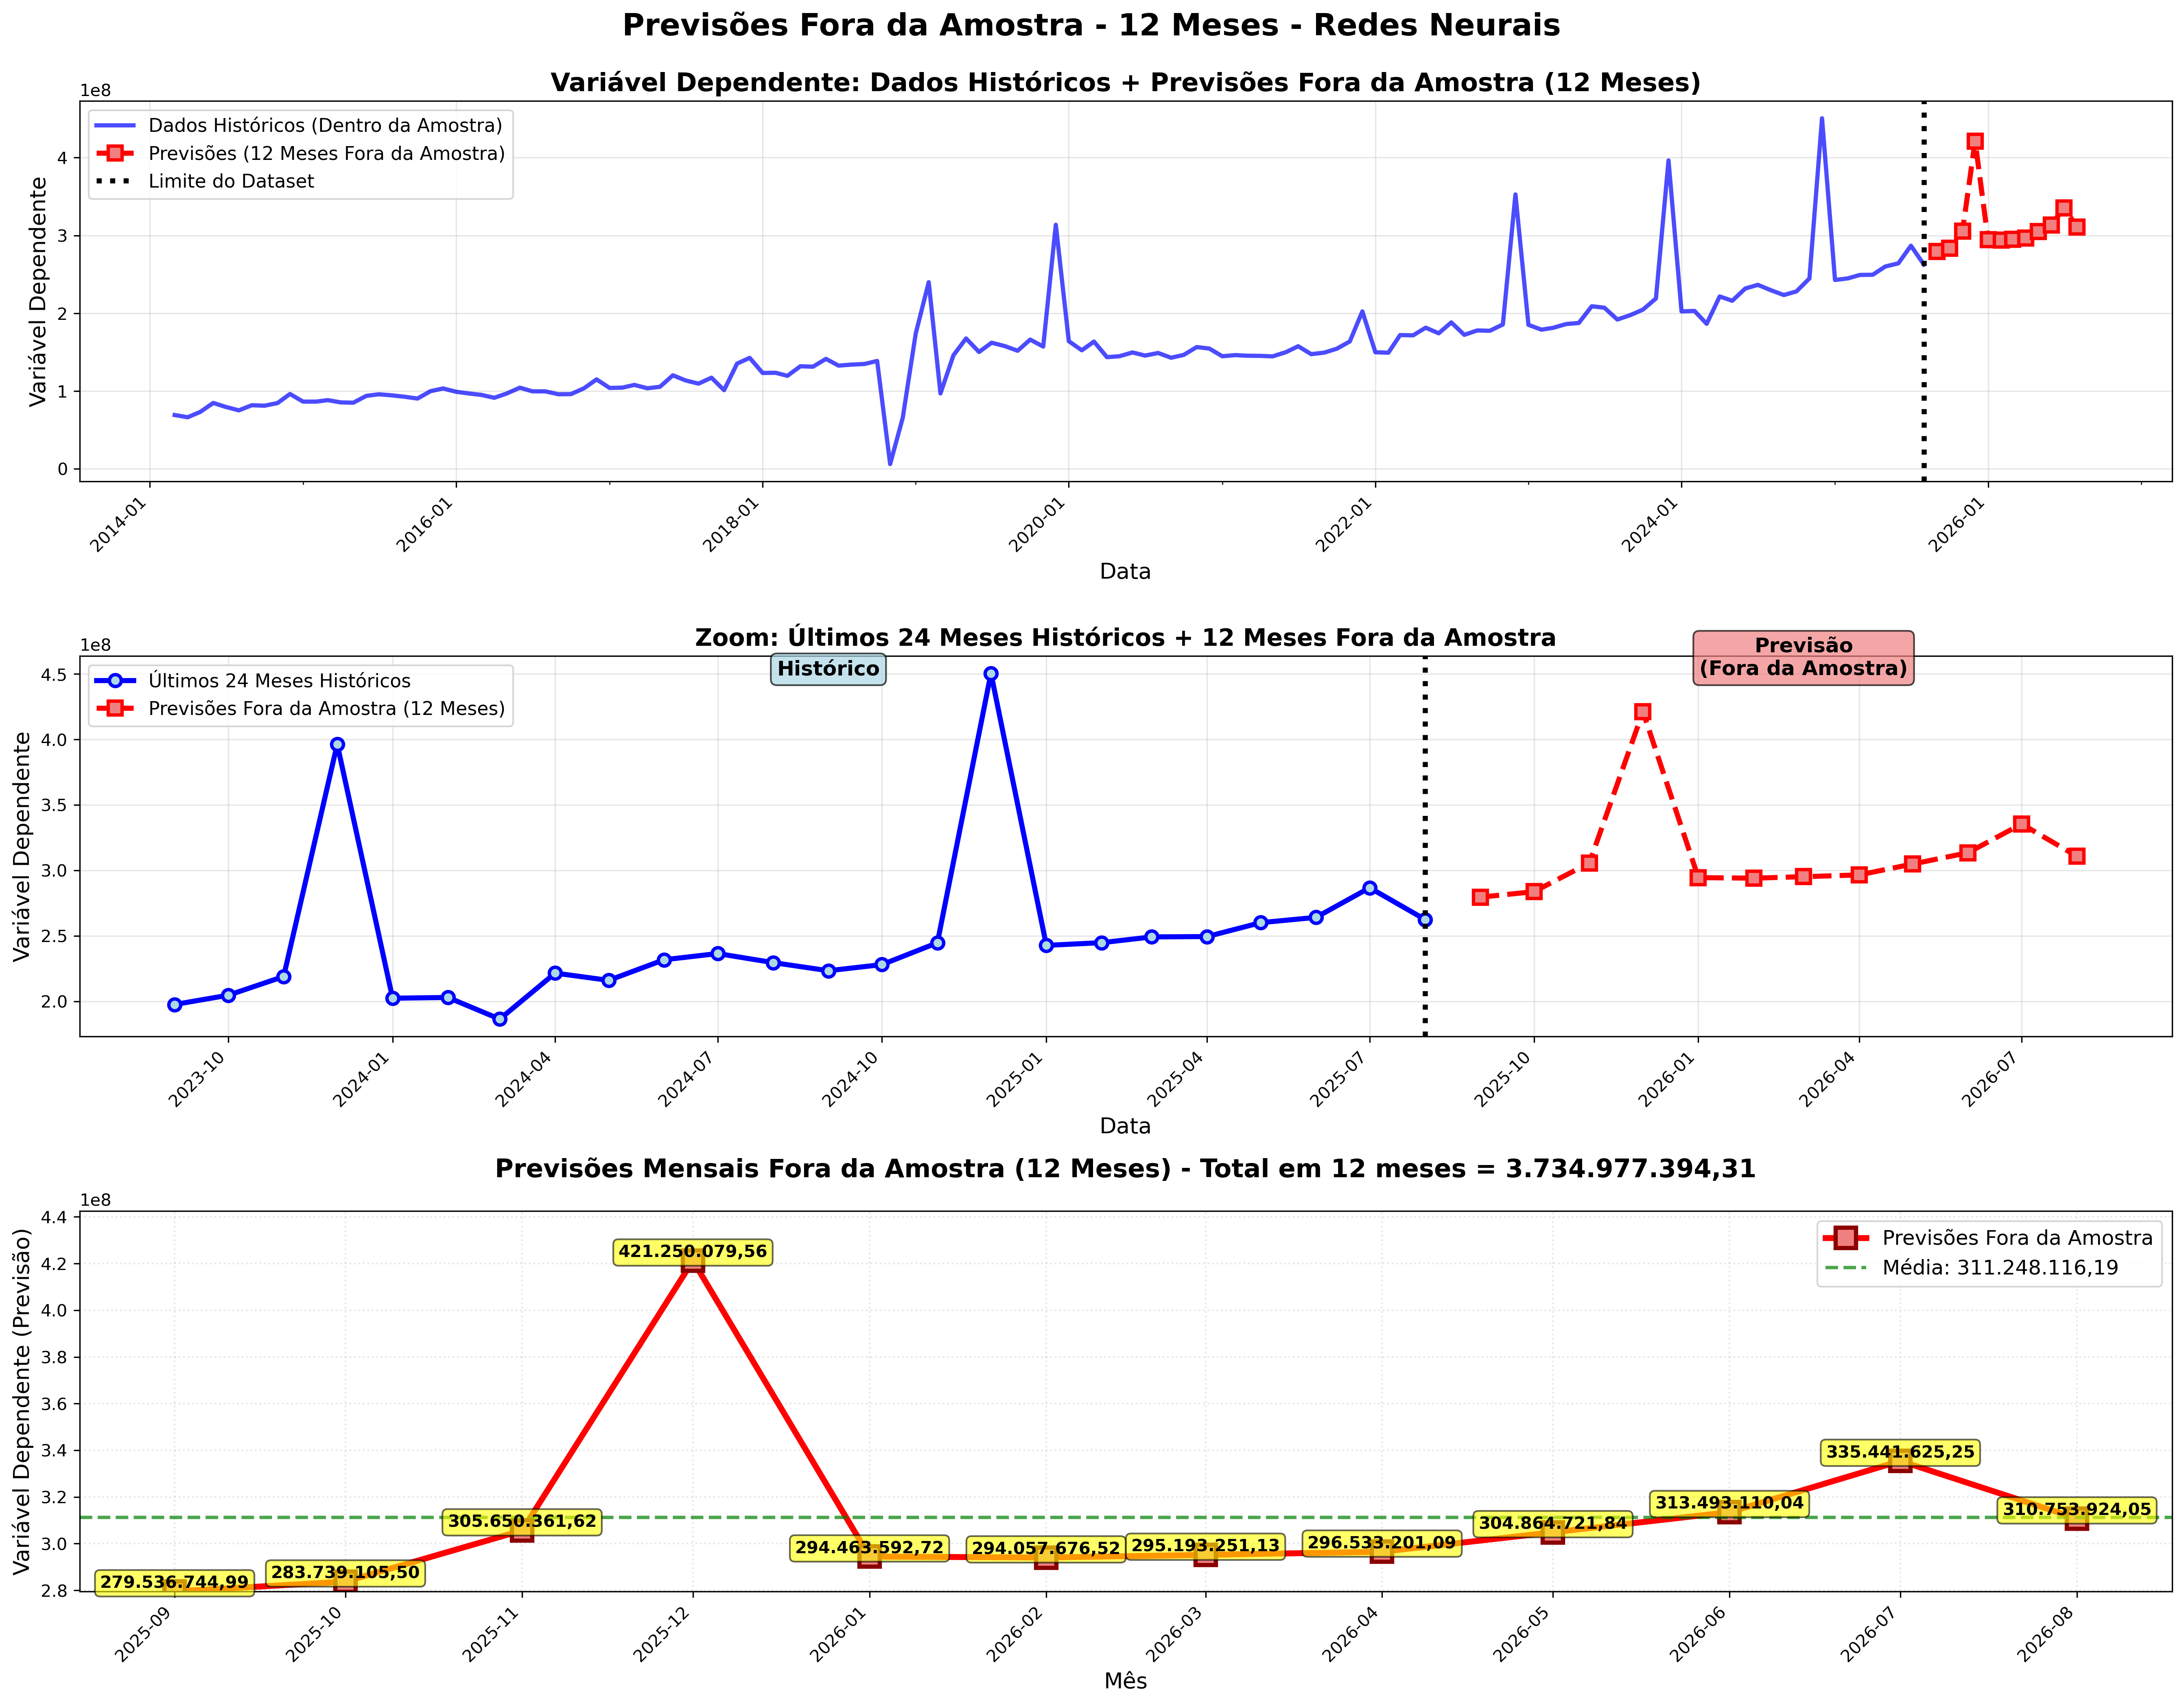 Previsões Fora da Amostra - 12 Meses - Redes Neurais
Variável Dependente: Dados Históricos + Previsões Fora da Amostra (12 Meses)
1e8
Dados Históricos (Dentro da Amostra)
Previsões (12 Meses Fora da Amostra)
Limite do Dataset
Variável Dependente
4
3
2
1
0
2014-01
2016-01
2018-01
2020-01
2022-01
2024-01
2026-01
Data
Zoom: Últimos 24 Meses Históricos + 12 Meses Fora da Amostra
1e8
Últimos 24 Meses Históricos
Previsões Fora da Amostra (12 Meses)
Histórico
Previsão
(Fora da Amostra)
Variável Dependente
4.5
4.0
3.5
3.0
2.5
2.0
2023-10
2024-01
2024-04
2024-07
2024-10
2025-01
2025-04
2025-07
2025-10
2026-01
2026-04
2026-07
Data
Previsões Mensais Fora da Amostra (12 Meses) - Total em 12 meses = 3.734.977.394,31
1e8
Previsões Fora da Amostra
Média: 311.248.116,19
Variável Dependente (Previsão)
4.4
4.2
4.0
3.8
3.6
3.4
3.2
3.0
2.8
279.536.744,99
283.739.105,50
305.650.361,62
421.250.079,56
294.463.592,72
294.057.676,52
295.193.251,13
296.533.201,09
304.864.721,84
313.493.110,04
335.441.625,25
310.753.924,05
2025-09
2025-10
2025-11
2025-12
2026-01
2026-02
2026-03
2026-04
2026-05
2026-06
2026-07
2026-08
Mês